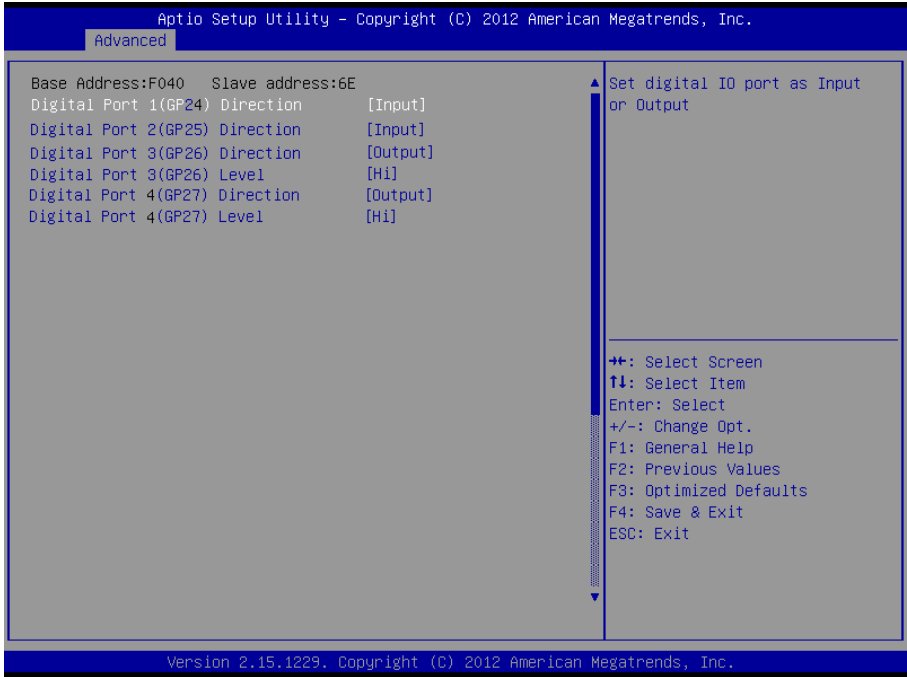 Aptio Setup Utility – Copyright (C) 2012 American Megatrends, Inc.
Advanced
Base Address:F040 Slave address:6E
Digital Port 1(GP24) Direction [Input]
Digital Port 2(GP25) Direction [Input]
Digital Port 3(GP26) Direction [Output]
Digital Port 3(GP26) Level [Hi]
Digital Port 4(GP27) Direction [Output]
Digital Port 4(GP27) Level [Hi]
Set digital IO port as Input
or Output
→←: Select Screen
↑↓: Select Item
Enter: Select
+/-: Change Opt.
F1: General Help
F2: Previous Values
F3: Optimized Defaults
F4: Save & Exit
ESC: Exit
Version 2.15.1229. Copyright (C) 2012 American Megatrends, Inc.